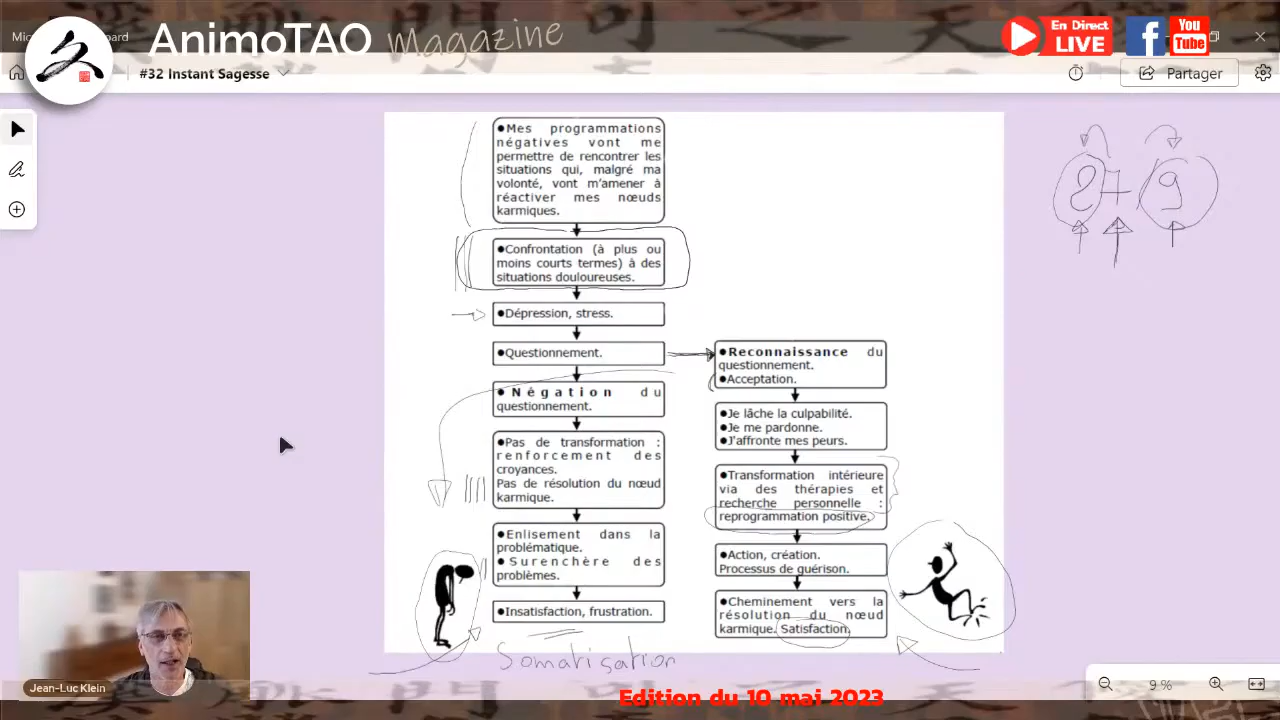 AnimoTAO Magazine
En Direct
LIVE
You
Tube
#32 Instant Sagesse
Partager
●Mes programmations
négatives vont me
permettre de rencontrer les
situations qui, malgré ma
volonté, vont m'amener à
réactiver mes nœuds
karmiques.
●Confrontation (à plus ou
moins courts termes) à des
situations douloureuses.
●Dépression, stress.
●Questionnement.
●Négation du
questionnement.
●Pas de transformation :
renforcement des
croyances.
Pas de résolution du nœud
karmique.
●Enlisement dans la
problématique.
●Surenchère des
problèmes.
●Insatisfaction, frustration.
Somatisation
●Reconnaissance du
questionnement.
●Acceptation.
●Je lâche la culpabilité.
●Je me pardonne.
●J'affronte mes peurs.
●Transformation intérieure
via des thérapies et
recherche personnelle :
reprogrammation positive.
●Action, création.
Processus de guérison.
●Cheminement vers la
résolution du nœud
karmique. Satisfaction.
Jean-Luc Klein
9 %
Edition du 10 mai 2023